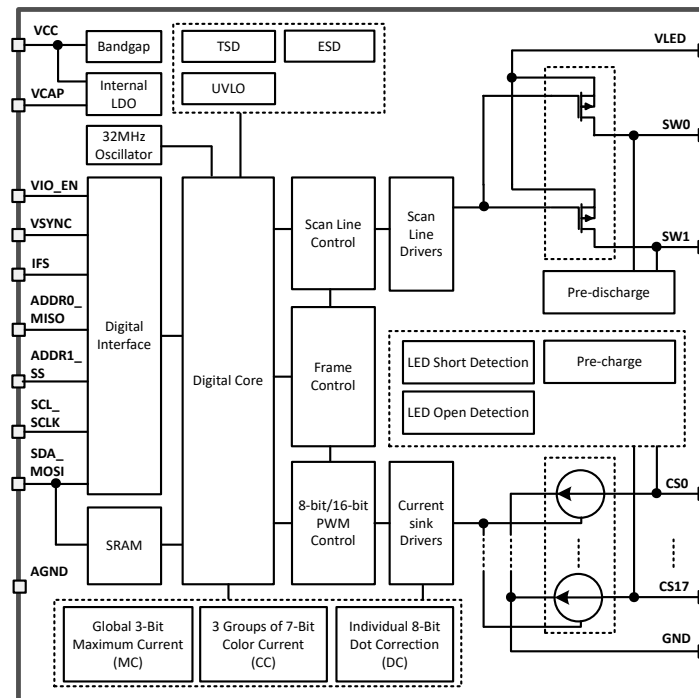 VCC
Bandgap
TSD
ESD
VLED
VCAP
Internal
LDO
UVLO
32MHz
Oscillator
SW0
VIO_EN
VSYNC
IFS
ADDR0_
MISO
ADDR1_
SS
SCL_
SCLK
SDA_
MOSI
Digital
Interface
Digital Core
Scan Line
Control
Scan
Line
Drivers
SW1
Pre-discharge
Frame
Control
LED Short Detection
Pre-charge
LED Open Detection
8-bit/16-bit
PWM
Control
Current
sink
Drivers
CS0
SRAM
AGND
CS17
GND
Global 3-Bit
Maximum Current
(MC)
3 Groups of 7-Bit
Color Current
(CC)
Individual 8-Bit
Dot Correction
(DC)